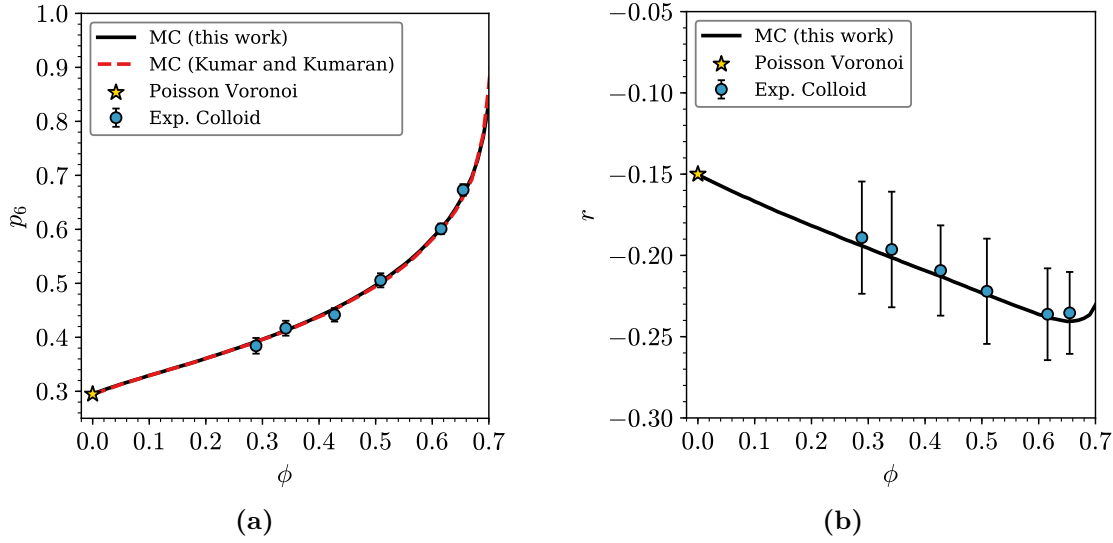 1.0
0.9
0.8
0.7
0.6
0.5
0.4
0.3
p6
MC (this work)
MC (Kumar and Kumaran)
Poisson Voronoi
Exp. Colloid
0.0 0.1 0.2 0.3 0.4 0.5 0.6 0.7
ϕ
(a)
−0.05
−0.10
−0.15
−0.20
−0.25
−0.30
r
MC (this work)
Poisson Voronoi
Exp. Colloid
0.0 0.1 0.2 0.3 0.4 0.5 0.6 0.7
ϕ
(b)